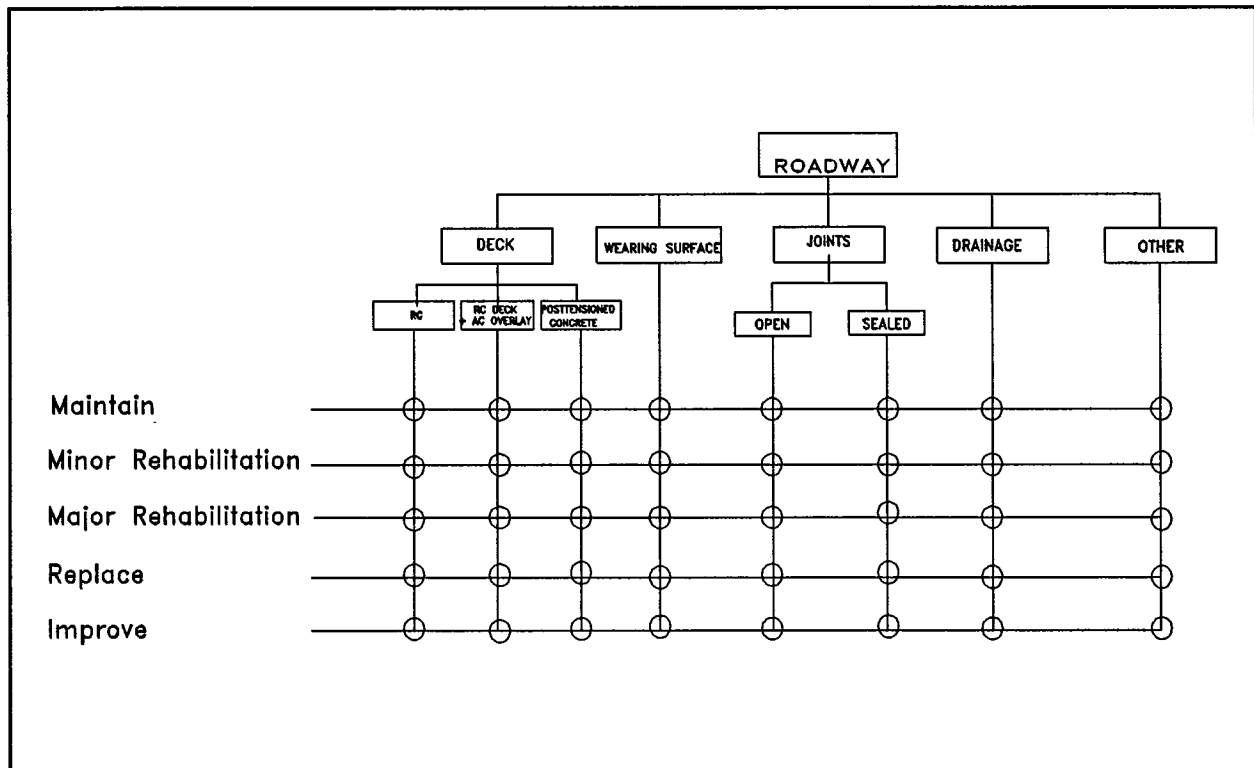 ROADWAY
DECK
WEARING SURFACE
JOINTS
DRAINAGE
OTHER
RC
RC DECK
+ AC OVERLAY
POSTTENSIONED
CONCRETE
OPEN
SEALED
Maintain
Minor Rehabilitation
Major Rehabilitation
Replace
Improve